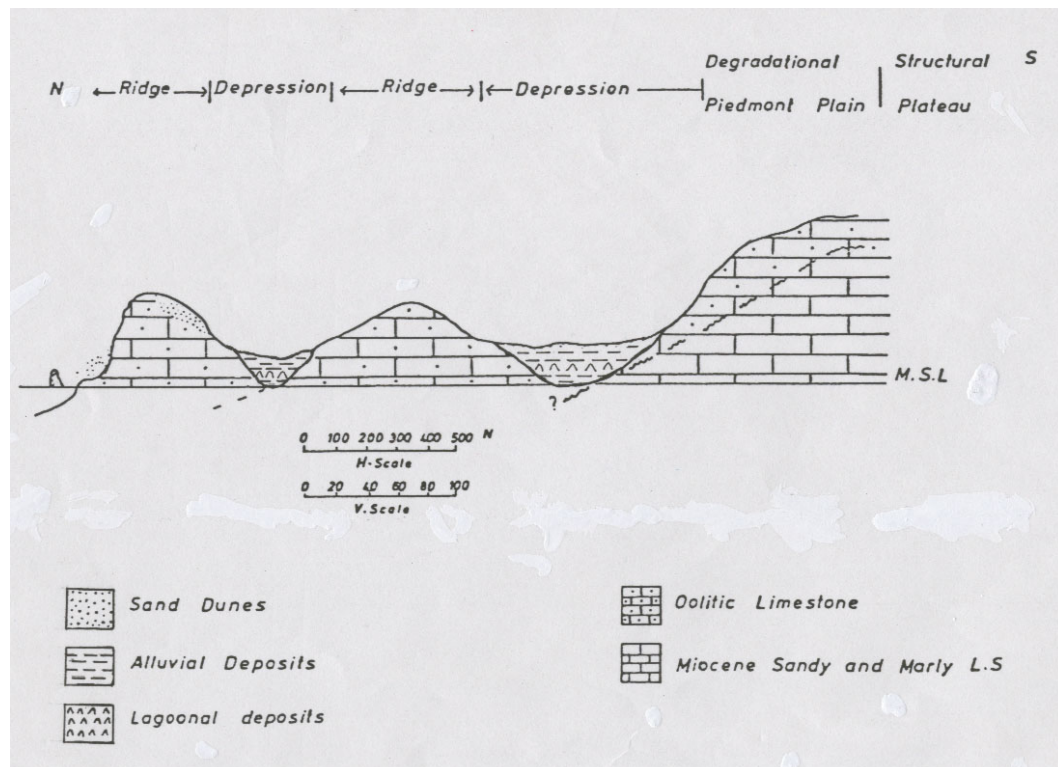 Degradational Structural S
N Ridge Depression Ridge Depression
Piedmont Plain Plateau
M.S.L
?
0 100 200 300 400 500 N
H-Scale
0 20 40 60 80 100
V.Scale
Sand Dunes
Oolitic Limestone
Alluvial Deposits
Miocene Sandy and Marly L.S
Lagoonal deposits